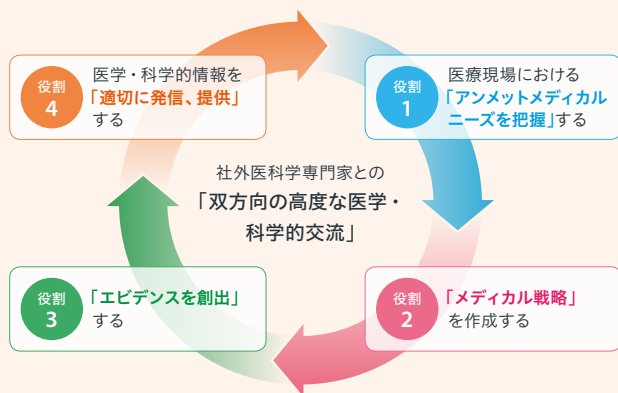 役割
4
医学・科学的情報を
「適切に発信、提供」
する
役割
1
医療現場における
「アンメットメディカル
ニーズを把握」する
社外医科学専門家との
「双方向の高度な医学・
科学的交流」
役割
3
「エビデンスを創出」
する
役割
2
「メディカル戦略」
を作成する